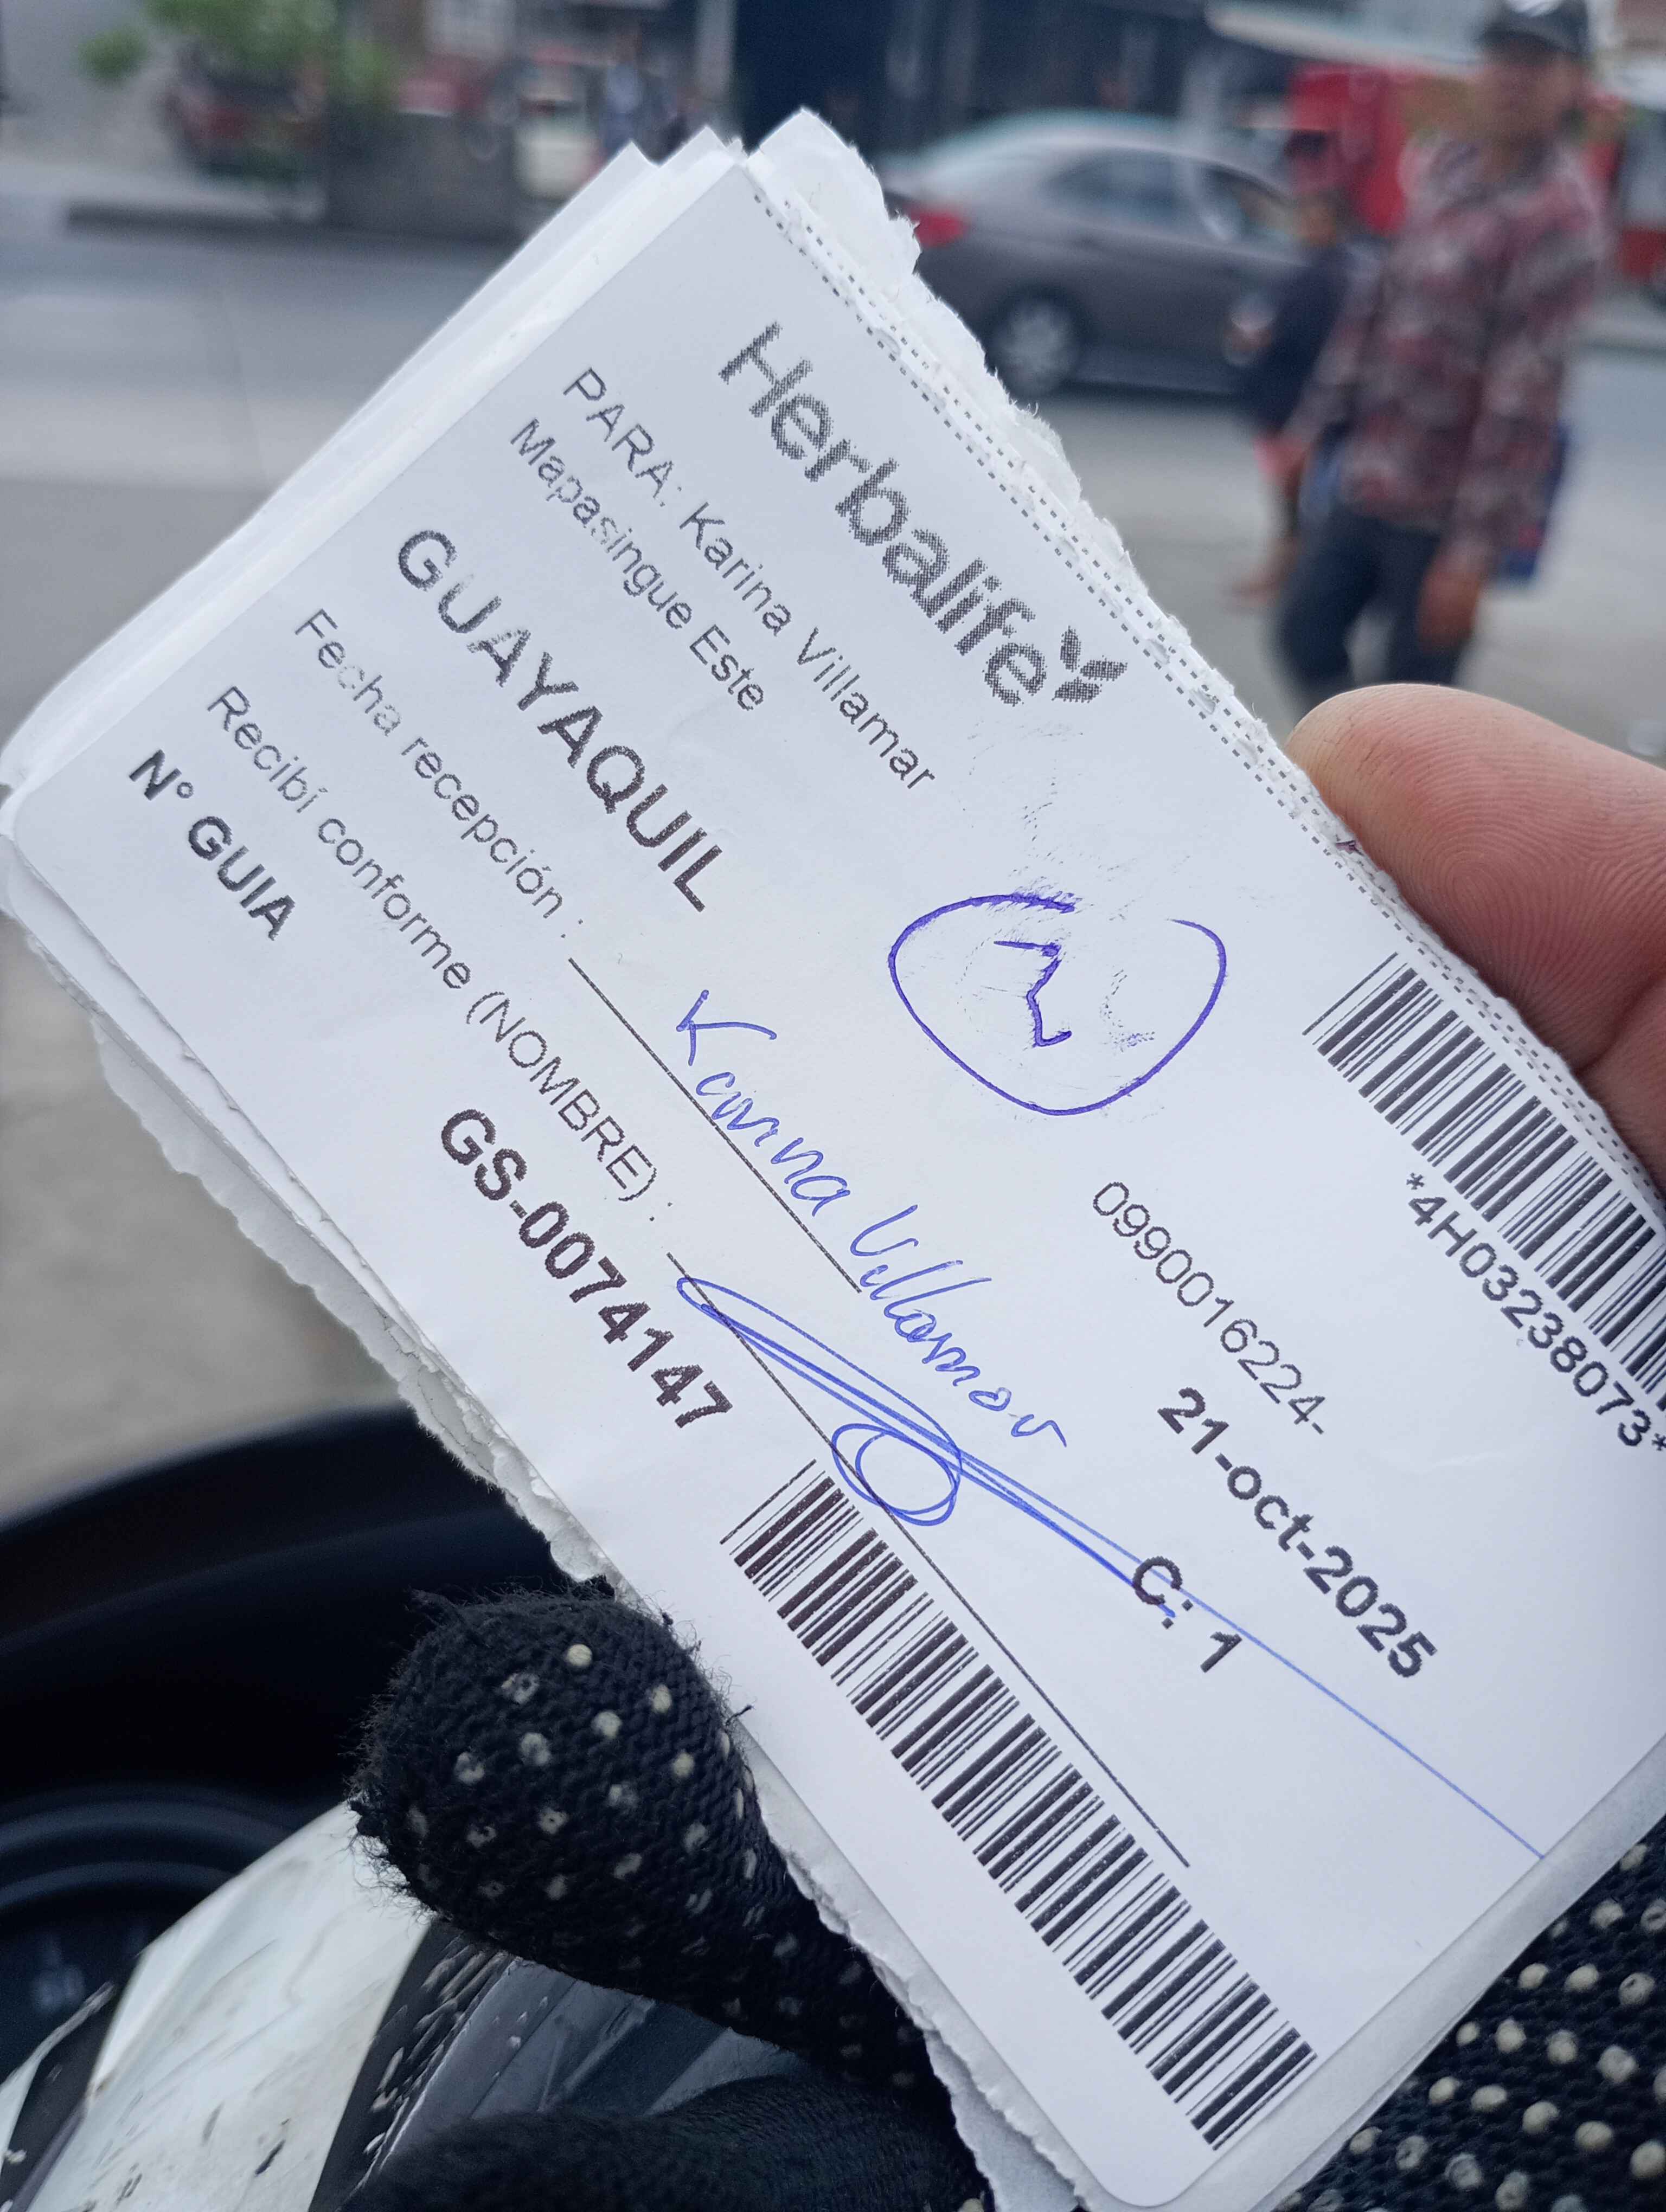 Herbalife
*4H03238073*
PARA: Karina Villamar
0990016224-
Mapasingue Este
21-oct-2025
GUAYAQUIL
C: 1
Fecha recepción :
Karina Villamar
Recibí conforme (NOMBRE) :
N° GUIA
GS-0074147